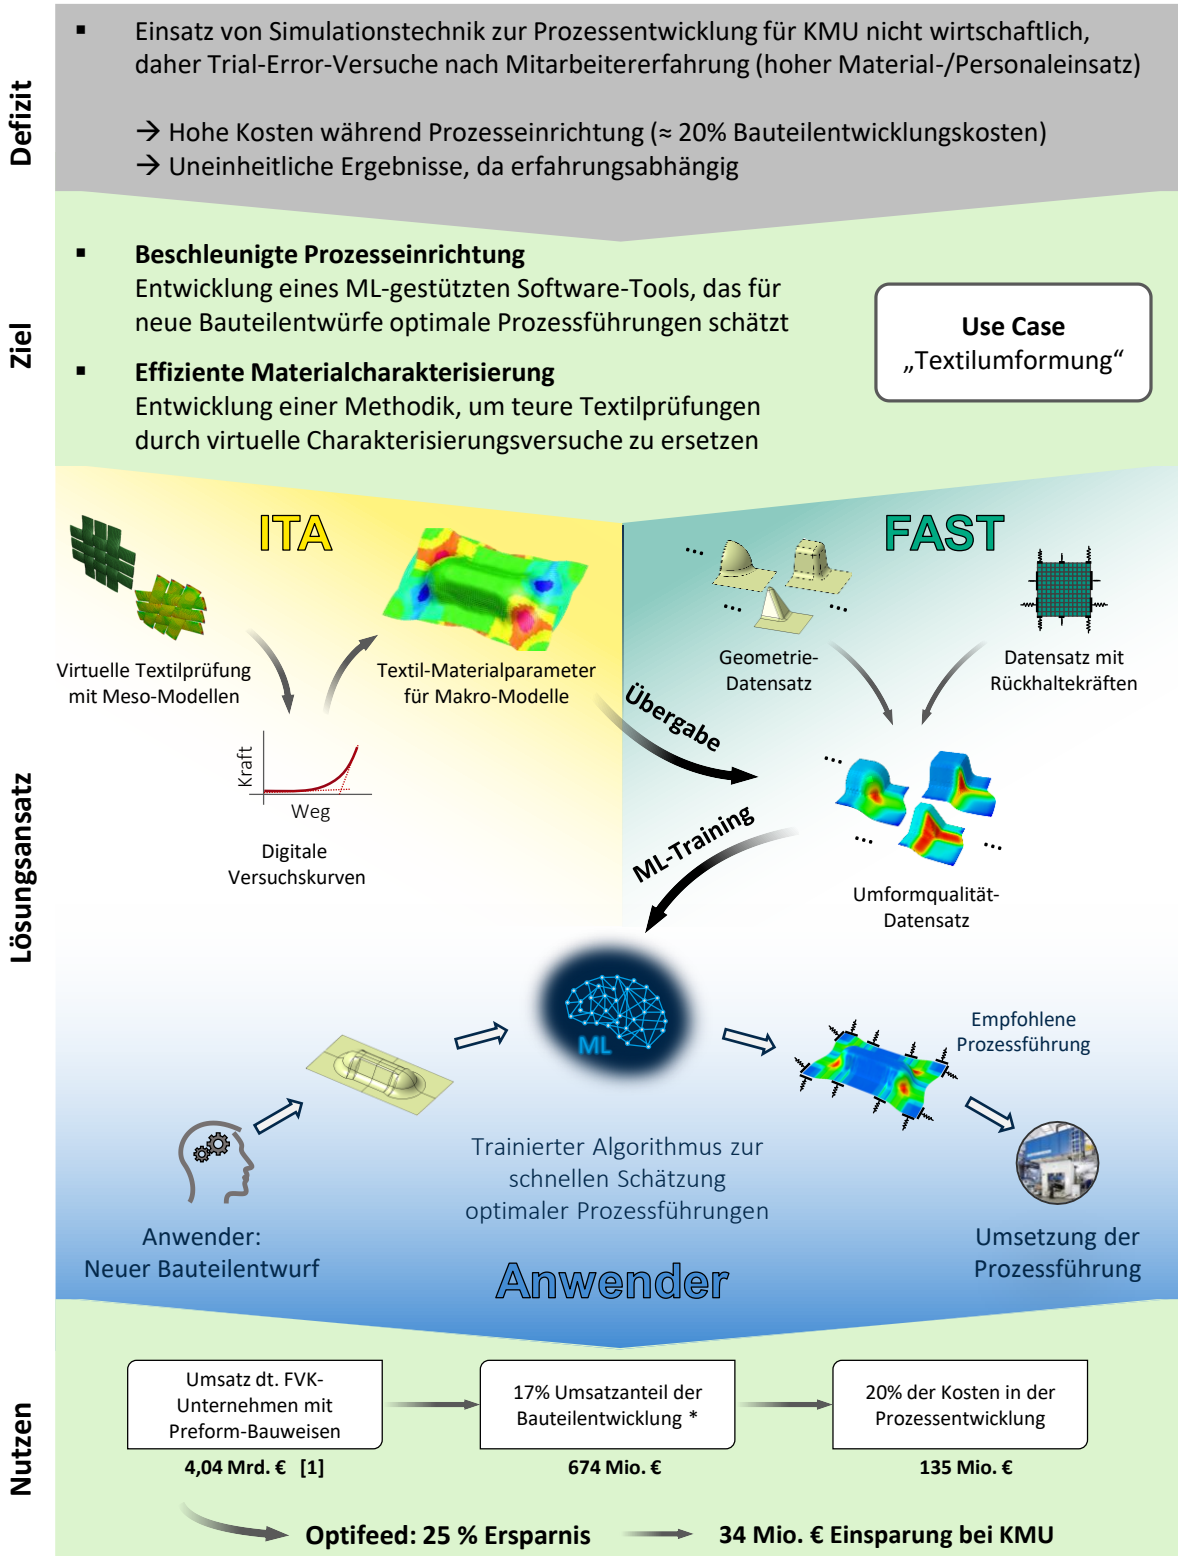 Defizit
▪ Einsatz von Simulationstechnik zur Prozessentwicklung für KMU nicht wirtschaftlich,
daher Trial-Error-Versuche nach Mitarbeitererfahrung (hoher Material-/Personaleinsatz)
→ Hohe Kosten während Prozesseinrichtung (≈ 20% Bauteilentwicklungskosten)
→ Uneinheitliche Ergebnisse, da erfahrungsabhängig
Ziel
▪ Beschleunigte Prozesseinrichtung
Entwicklung eines ML-gestützten Software-Tools, das für
neue Bauteilentwürfe optimale Prozessführungen schätzt
▪ Effiziente Materialcharakterisierung
Entwicklung einer Methodik, um teure Textilprüfungen
durch virtuelle Charakterisierungsversuche zu ersetzen
Use Case
„Textilumformung“
Lösungsansatz
ITA
Virtuelle Textilprüfung
mit Meso-Modellen
Textil-Materialparameter
für Makro-Modelle
Kraft
Weg
Digitale
Versuchskurven
FAST
...
...
...
...
Geometrie-
Datensatz
Datensatz mit
Rückhaltekräften
Übergabe
...
...
...
ML-Training
Umformqualität-
Datensatz
ML
Empfohlene
Prozessführung
Trainierter Algorithmus zur
schnellen Schätzung
optimaler Prozessführungen
Anwender:
Neuer Bauteilentwurf
Umsetzung der
Prozessführung
Anwender
Nutzen
Umsatz dt. FVK-
Unternehmen mit
Preform-Bauweisen
4,04 Mrd. € [1]
17% Umsatzanteil der
Bauteilentwicklung *
674 Mio. €
20% der Kosten in der
Prozessentwicklung
135 Mio. €
Optifeed: 25 % Ersparnis
34 Mio. € Einsparung bei KMU